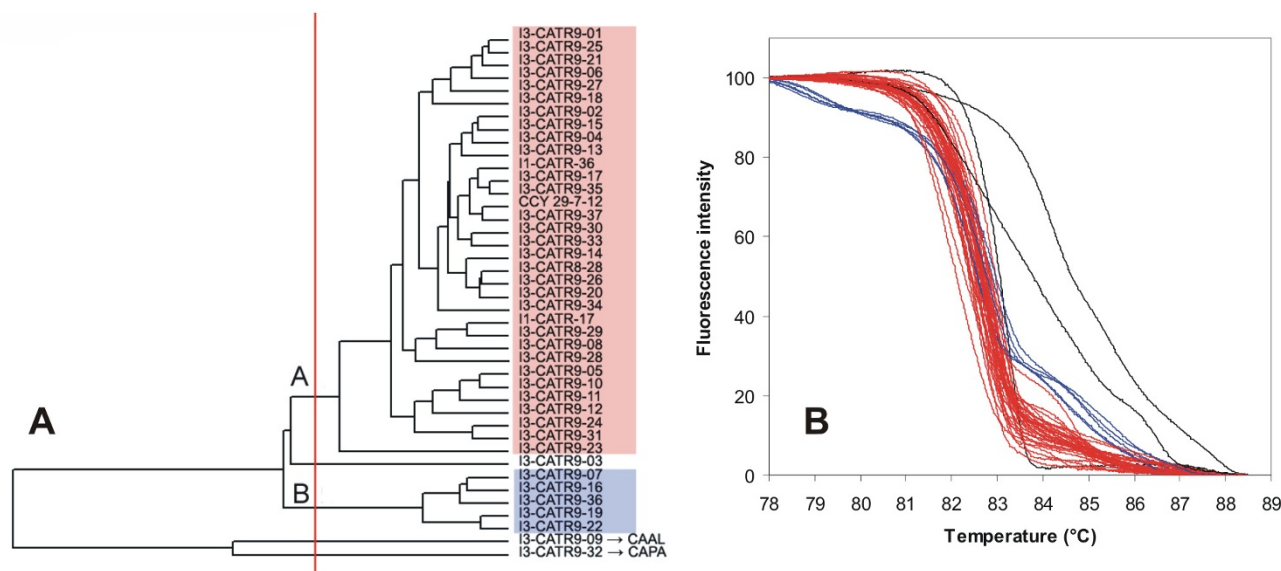 I3-CATR9-01
I3-CATR9-25
I3-CATR9-21
I3-CATR9-06
I3-CATR9-27
I3-CATR9-18
I3-CATR9-02
I3-CATR9-15
I3-CATR9-04
I3-CATR9-13
I1-CATR-36
I3-CATR9-17
I3-CATR9-35
CCY 29-7-12
I3-CATR9-37
I3-CATR9-30
I3-CATR9-33
I3-CATR9-14
I3-CATR8-28
I3-CATR9-26
I3-CATR9-20
I3-CATR9-34
I1-CATR-17
I3-CATR9-29
I3-CATR9-08
I3-CATR9-28
I3-CATR9-05
I3-CATR9-10
I3-CATR9-11
I3-CATR9-12
I3-CATR9-24
I3-CATR9-31
I3-CATR9-23
I3-CATR9-03
I3-CATR9-07
I3-CATR9-16
I3-CATR9-36
I3-CATR9-19
I3-CATR9-22
I3-CATR9-09 → CAAL
I3-CATR9-32 → CAPA
A
A
B
Fluorescence intensity
100
80
60
40
20
0
B
78 79 80 81 82 83 84 85 86 87 88 89
Temperature (°C)